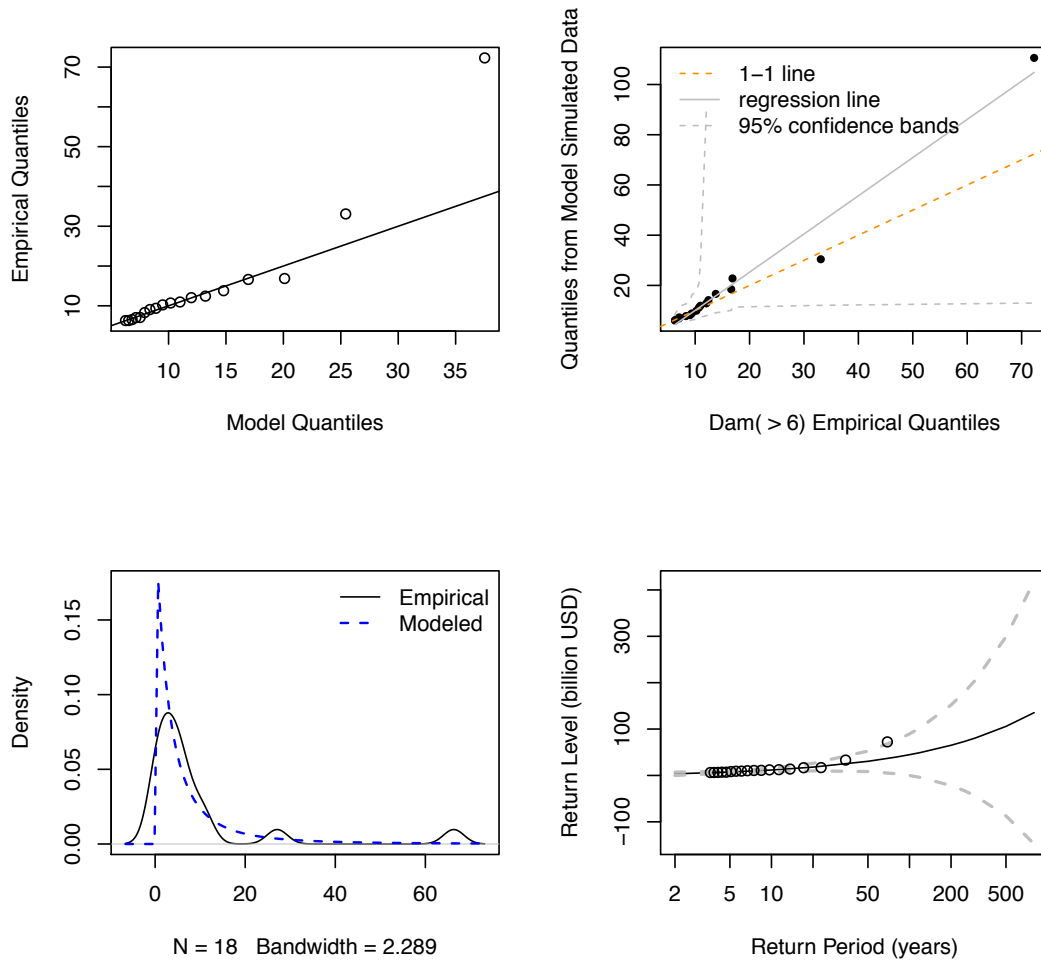 Empirical Quantiles
70
50
30
10
10 15 20 25 30 35
Model Quantiles
Quantiles from Model Simulated Data
100
80
60
40
20
1–1 line
regression line
95% confidence bands
10 20 30 40 50 60 70
Dam( > 6) Empirical Quantiles
Density
0.15
0.10
0.05
0.00
Empirical
Modeled
0 20 40 60
N = 18 Bandwidth = 2.289
Return Level (billion USD)
300
100
−100
2 5 10 50 200 500
Return Period (years)